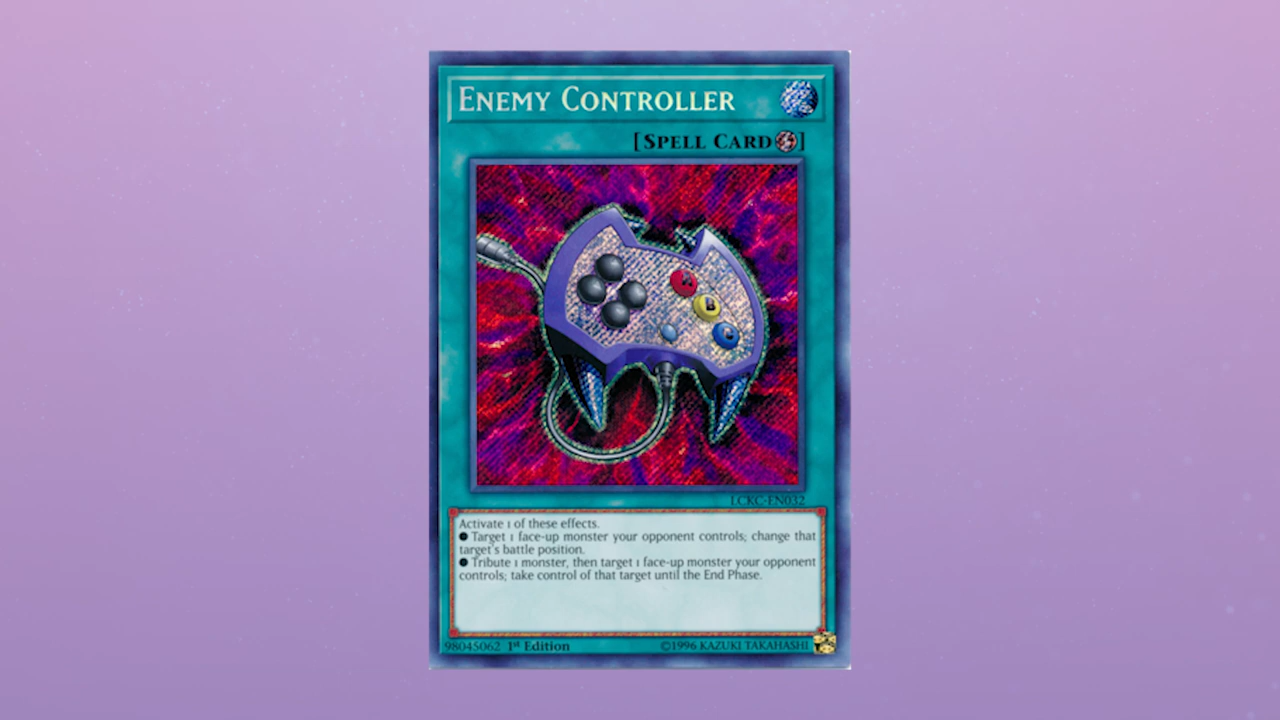 ENEMY CONTROLLER
[SPELL CARD]
A
B
C
LCKC-EN032
Activate 1 of these effects.
● Target 1 face-up monster your opponent controls; change that
target's battle position.
● Tribute 1 monster, then target 1 face-up monster your opponent
controls; take control of that target until the End Phase.
98045062 1st Edition ©1996 KAZUKI TAKAHASHI